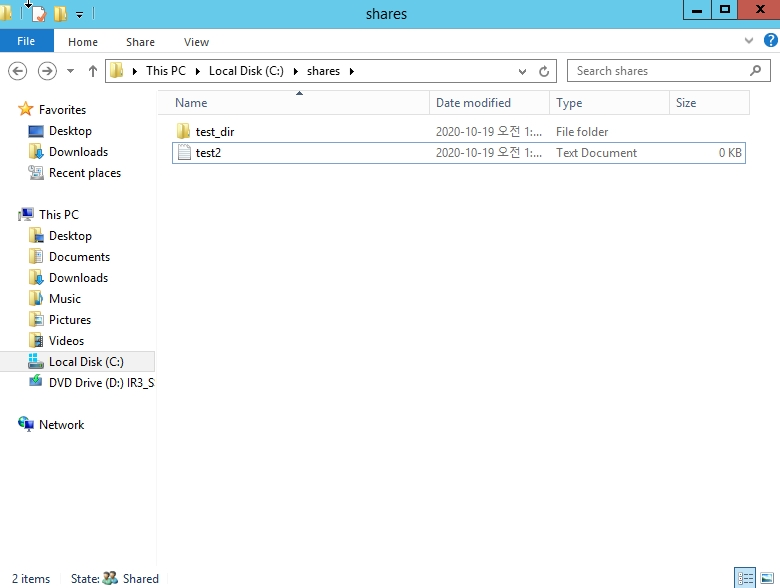 shares
File Home Share View
This PC Local Disk (C:) shares
Search shares
Name Date modified Type Size
test_dir 2020-10-19 오전 1:... File folder
test2 2020-10-19 오전 1:... Text Document 0 KB
Favorites
Desktop
Downloads
Recent places
This PC
Desktop
Documents
Downloads
Music
Pictures
Videos
Local Disk (C:)
DVD Drive (D:) IR3_S
Network
2 items State: Shared